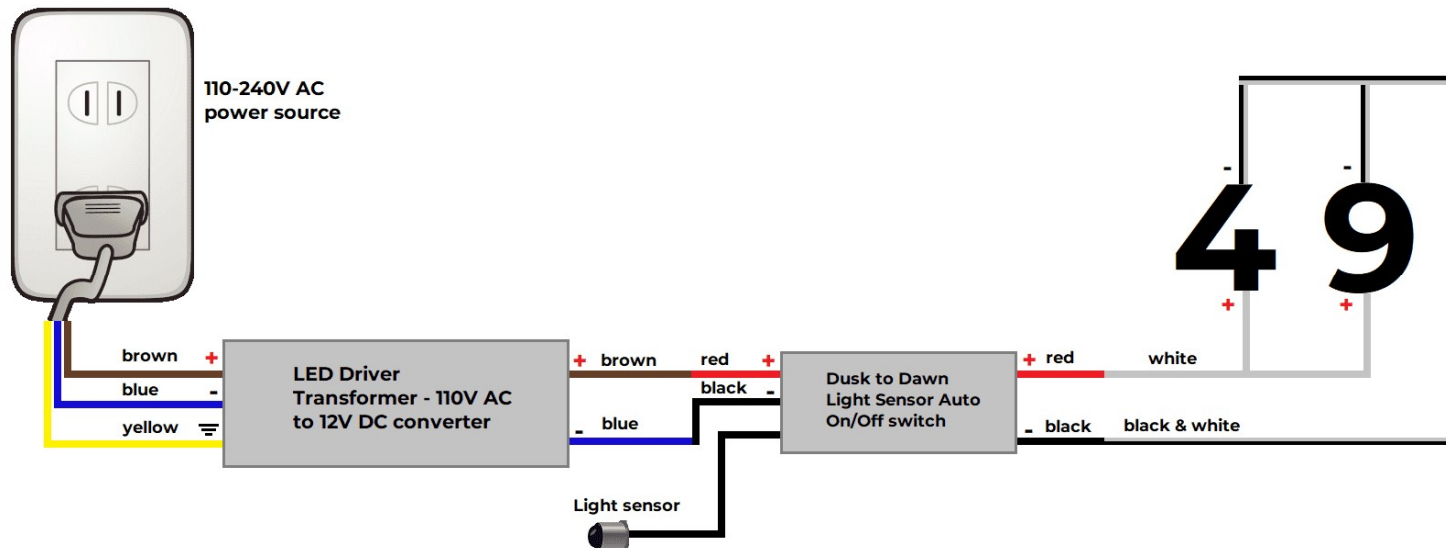 110-240V AC
power source
-
-
4 9
+
+
brown +
blue -
yellow
LED Driver
Transformer - 110V AC
to 12V DC converter
+ brown
- blue
red +
black -
Dusk to Dawn
Light Sensor Auto
On/Off switch
+ red
white
- black
black & white
Light sensor